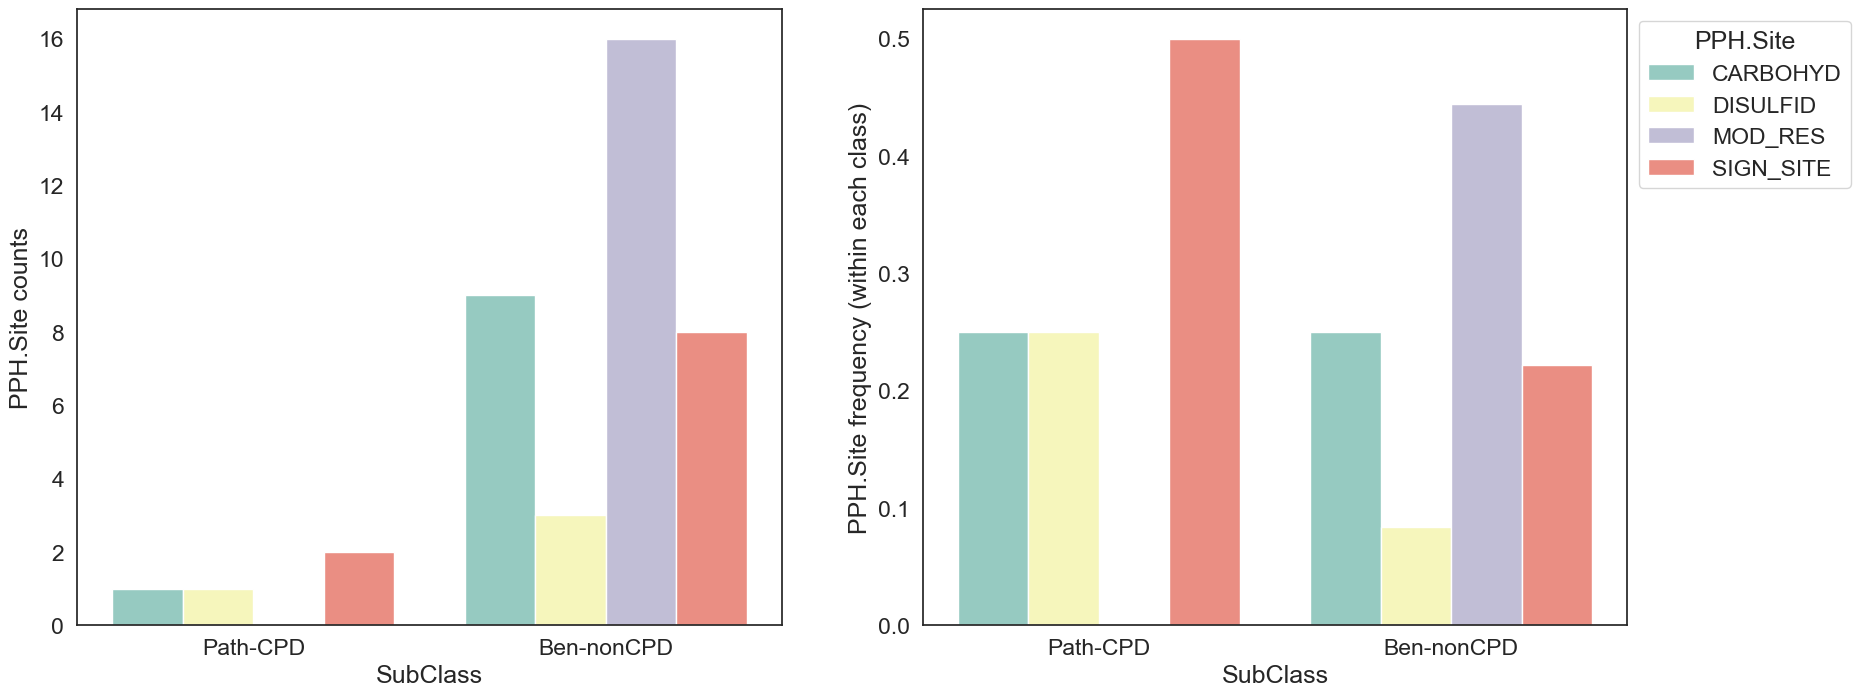 PPH.Site counts
16
14
12
10
8
6
4
2
0
Path-CPD
Ben-nonCPD
SubClass
PPH.Site frequency (within each class)
0.5
0.4
0.3
0.2
0.1
0.0
Path-CPD
Ben-nonCPD
SubClass
PPH.Site
CARBOHYD
DISULFID
MOD_RES
SIGN_SITE